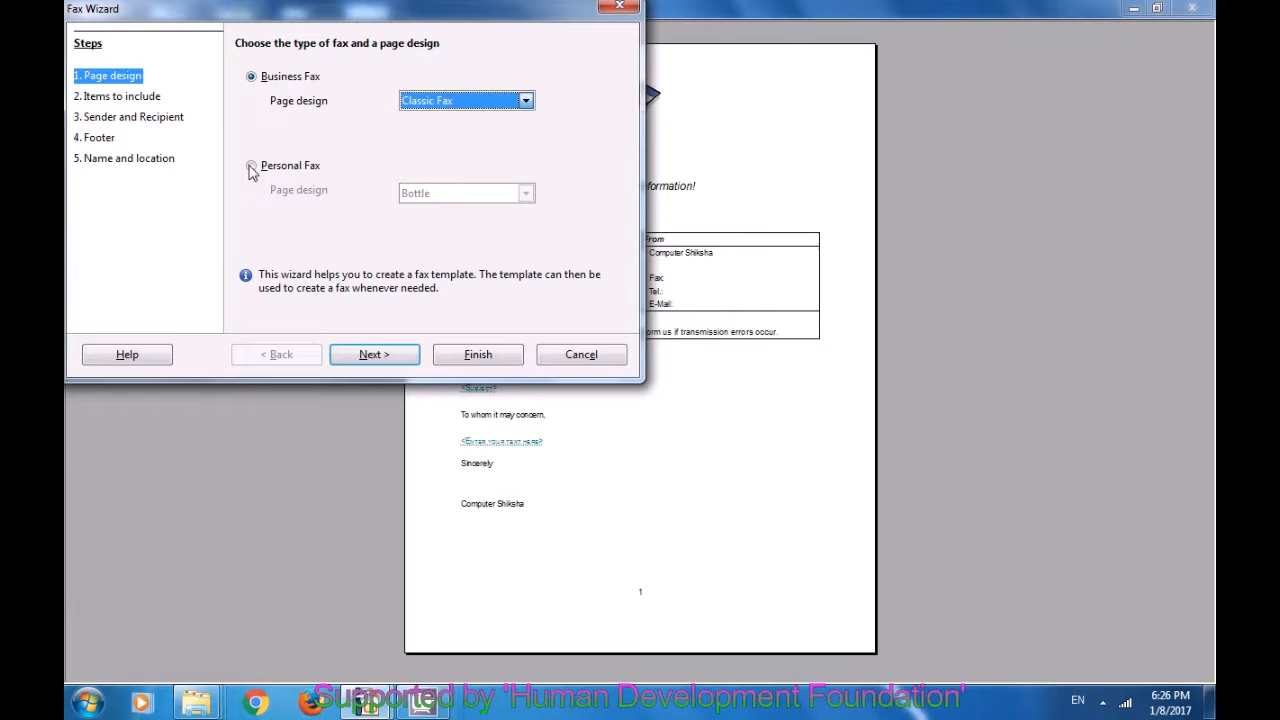 Fax Wizard
Steps
1. Page design
2. Items to include
3. Sender and Recipient
4. Footer
5. Name and location
Choose the type of fax and a page design
Business Fax
Page design
Classic Fax
Personal Fax
Page design
Bottle
This wizard helps you to create a fax template. The template can then be
used to create a fax whenever needed.
Help
< Back
Next >
Finish
Cancel
formation!
From
Computer Shiksha
Fax:
Tel.:
E-Mail:
orm us if transmission errors occur.
<Subject>
To whom it may concern,
<Enter your text here>
Sincerely
Computer Shiksha
1
Supported by 'Human Development Foundation'
EN
6:26 PM
1/8/2017